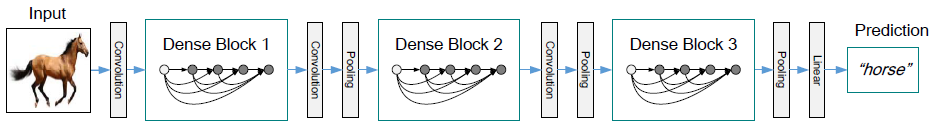 Input
Convolution
Dense Block 1
Convolution
Pooling
Dense Block 2
Convolution
Pooling
Dense Block 3
Pooling
Linear
Prediction
“horse”